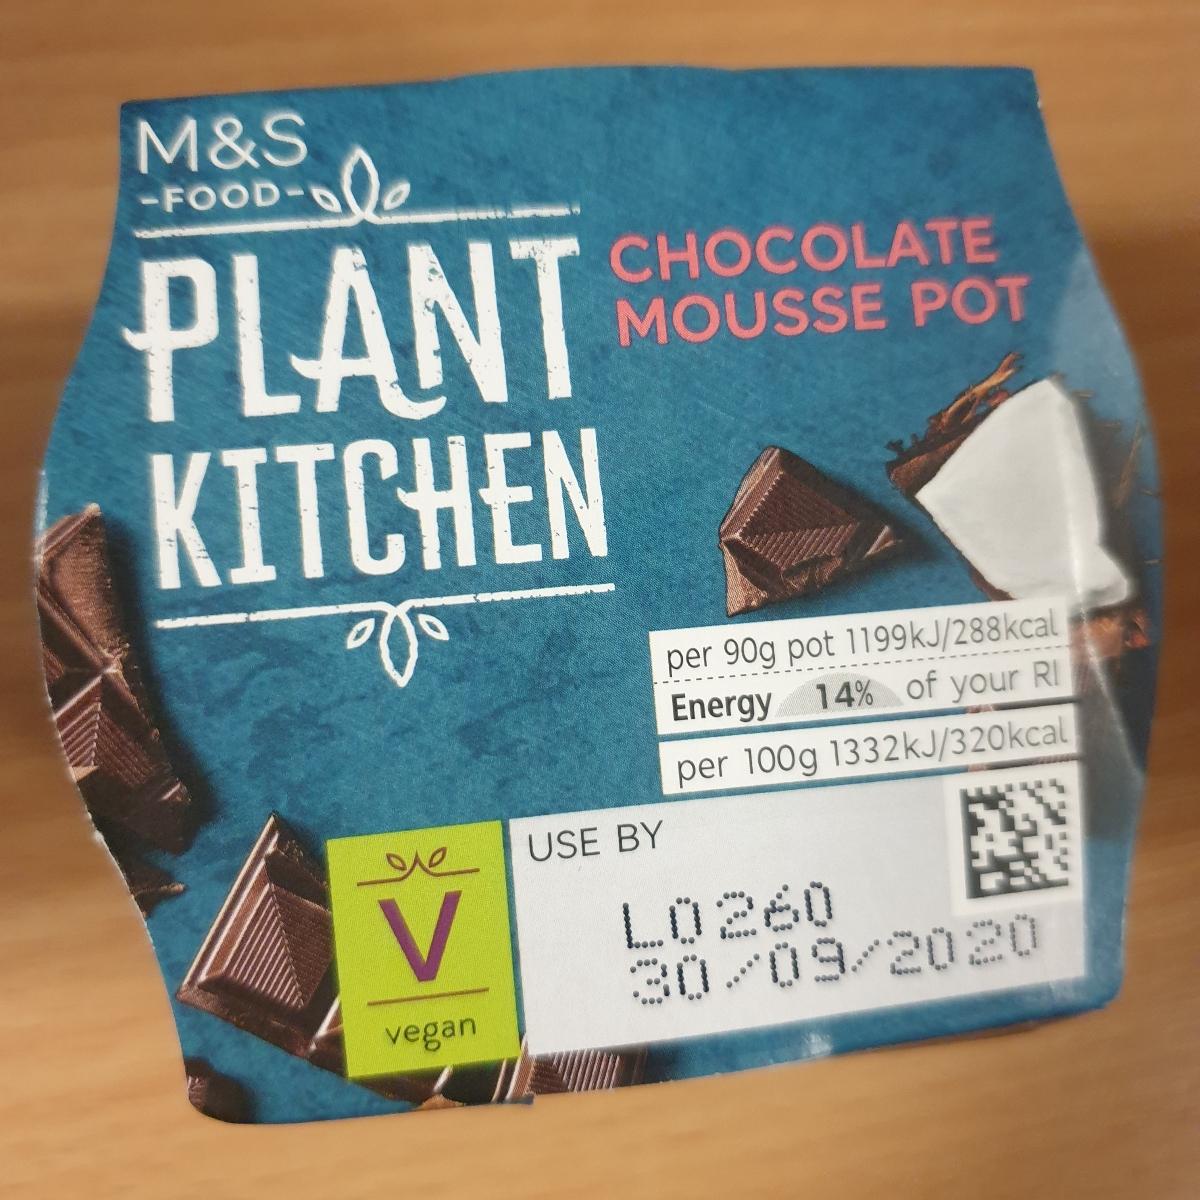 M&S
-FOOD-
PLANT
KITCHEN
CHOCOLATE
MOUSSE POT
per 90g pot 1199kJ/288kcal
Energy 14% of your RI
per 100g 1332kJ/320kcal
V
vegan
USE BY
L0260
30/09/2020